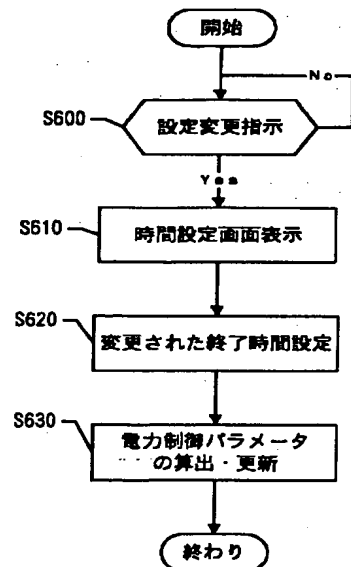 開始
No
S600
設定変更指示
Yes
S610
時間設定画面表示
S620
変更された終了時間設定
S630
電力制御パラメータ
の算出・更新
終わり